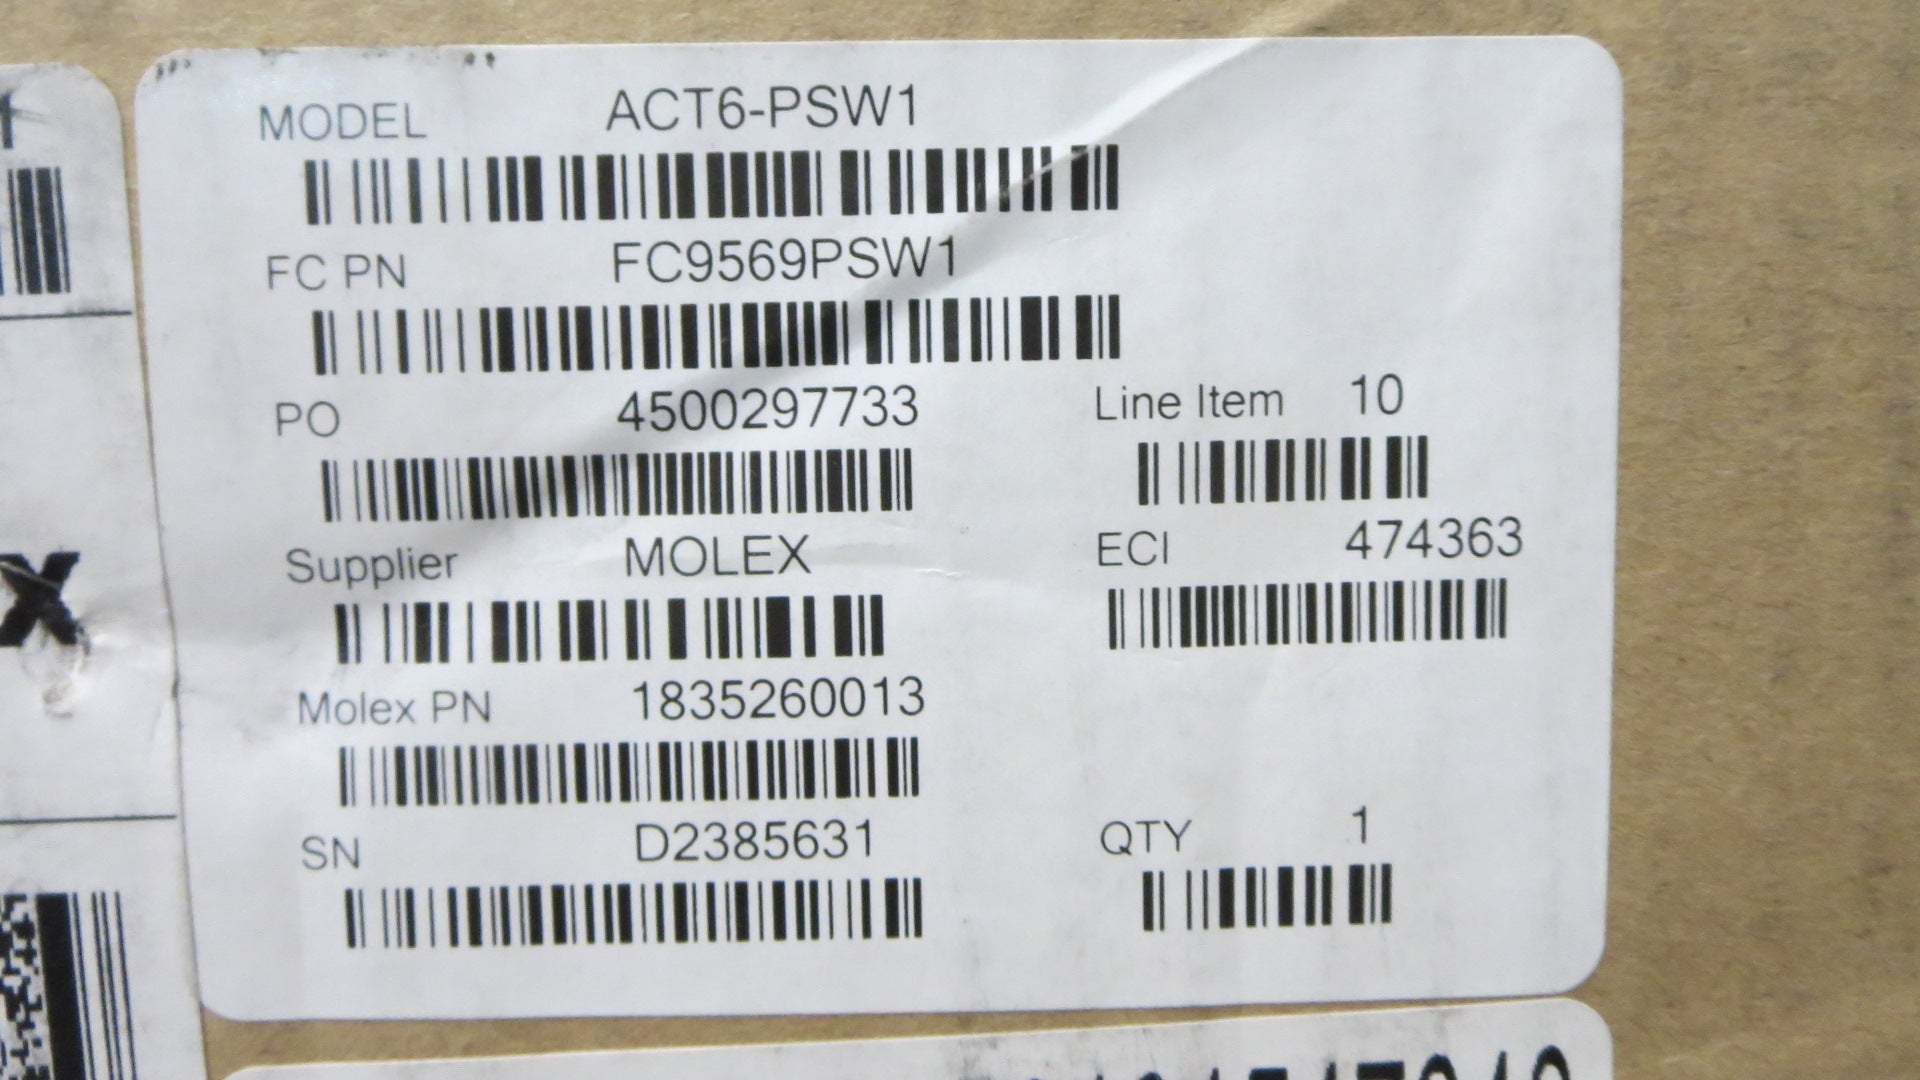 MODEL ACT6-PSW1
FC PN FC9569PSW1
PO 4500297733 Line Item 10
Supplier MOLEX ECI 474363
Molex PN 1835260013
SN D2385631 QTY 1
X